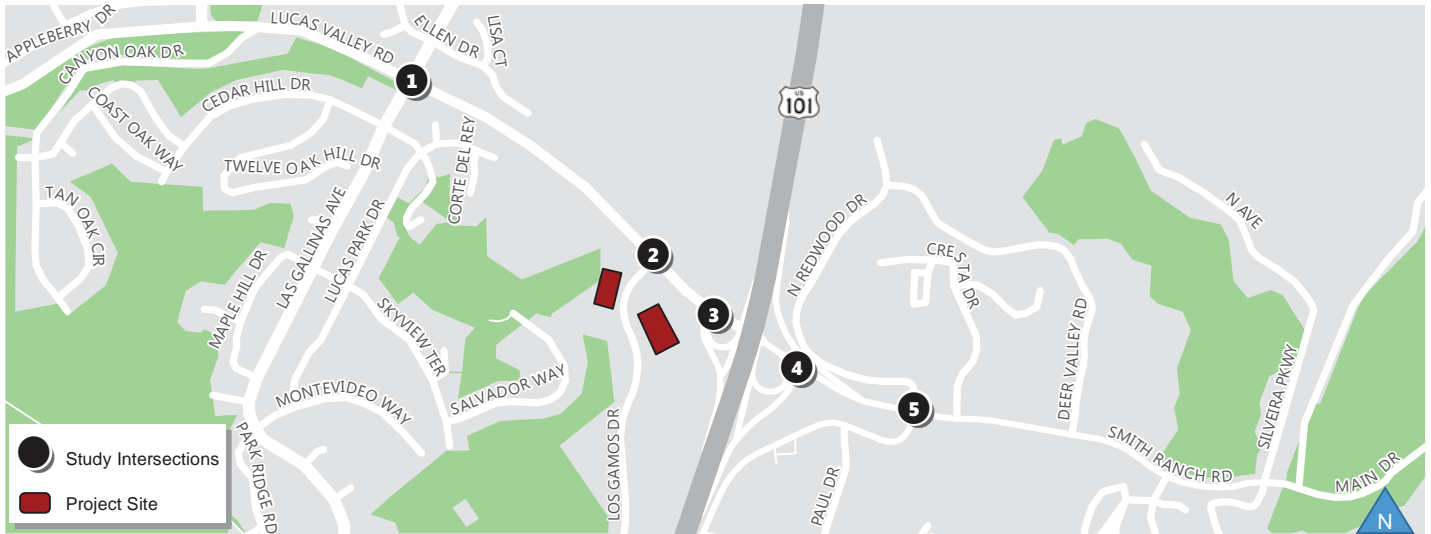 APPLEBERRY DR
LUCAS VALLEY RD
ELLEN DR
LISA CT
CANYON OAK DR
1
CEDAR HILL DR
COAST OAK WAY
US
101
TWELVE OAK HILL DR
CORTE DEL REY
TAN OAK CIR
LAS GALLINAS AVE
LUCAS PARK DR
N REDWOOD DR
N AVE
2
CRESTA DR
MAPLE HILL DR
3
SKYVIEW TER
4
DEER VALLEY RD
SILVEIRA PKWY
MONTEVIDEO WAY
SALVADOR WAY
5
LOS GAMOS DR
PARK RIDGE RD
SMITH RANCH RD
PAUL DR
MAIN DR
Study Intersections
Project Site
N